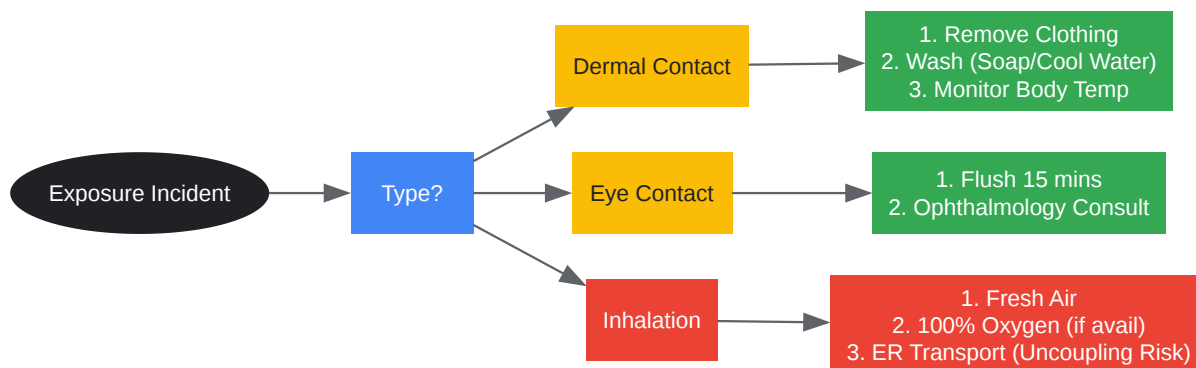 Exposure Incident
Type?
Dermal Contact
1. Remove Clothing
2. Wash (Soap/Cool Water)
3. Monitor Body Temp
Eye Contact
1. Flush 15 mins
2. Ophthalmology Consult
Inhalation
1. Fresh Air
2. 100% Oxygen (if avail)
3. ER Transport (Uncoupling Risk)